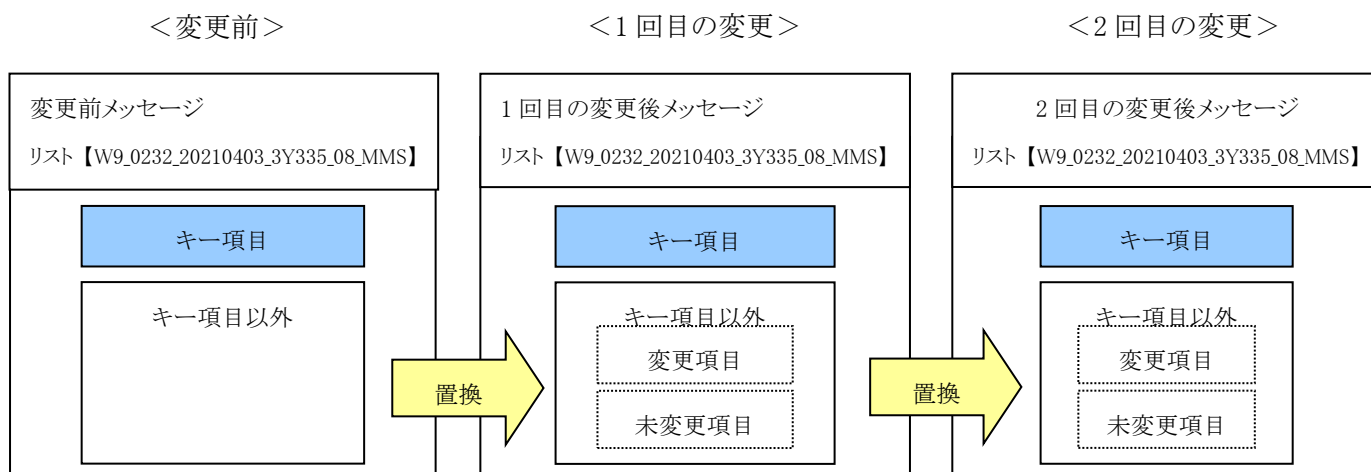 ＜変更前＞
＜1 回目の変更＞
＜2 回目の変更＞
変更前メッセージ
リスト【W9_0232_20210403_3Y335_08_MMS】
キー項目
キー項目以外
置換
1 回目の変更後メッセージ
リスト【W9_0232_20210403_3Y335_08_MMS】
キー項目
キー項目以外
変更項目
未変更項目
置換
2 回目の変更後メッセージ
リスト【W9_0232_20210403_3Y335_08_MMS】
キー項目
キー項目以外
変更項目
未変更項目